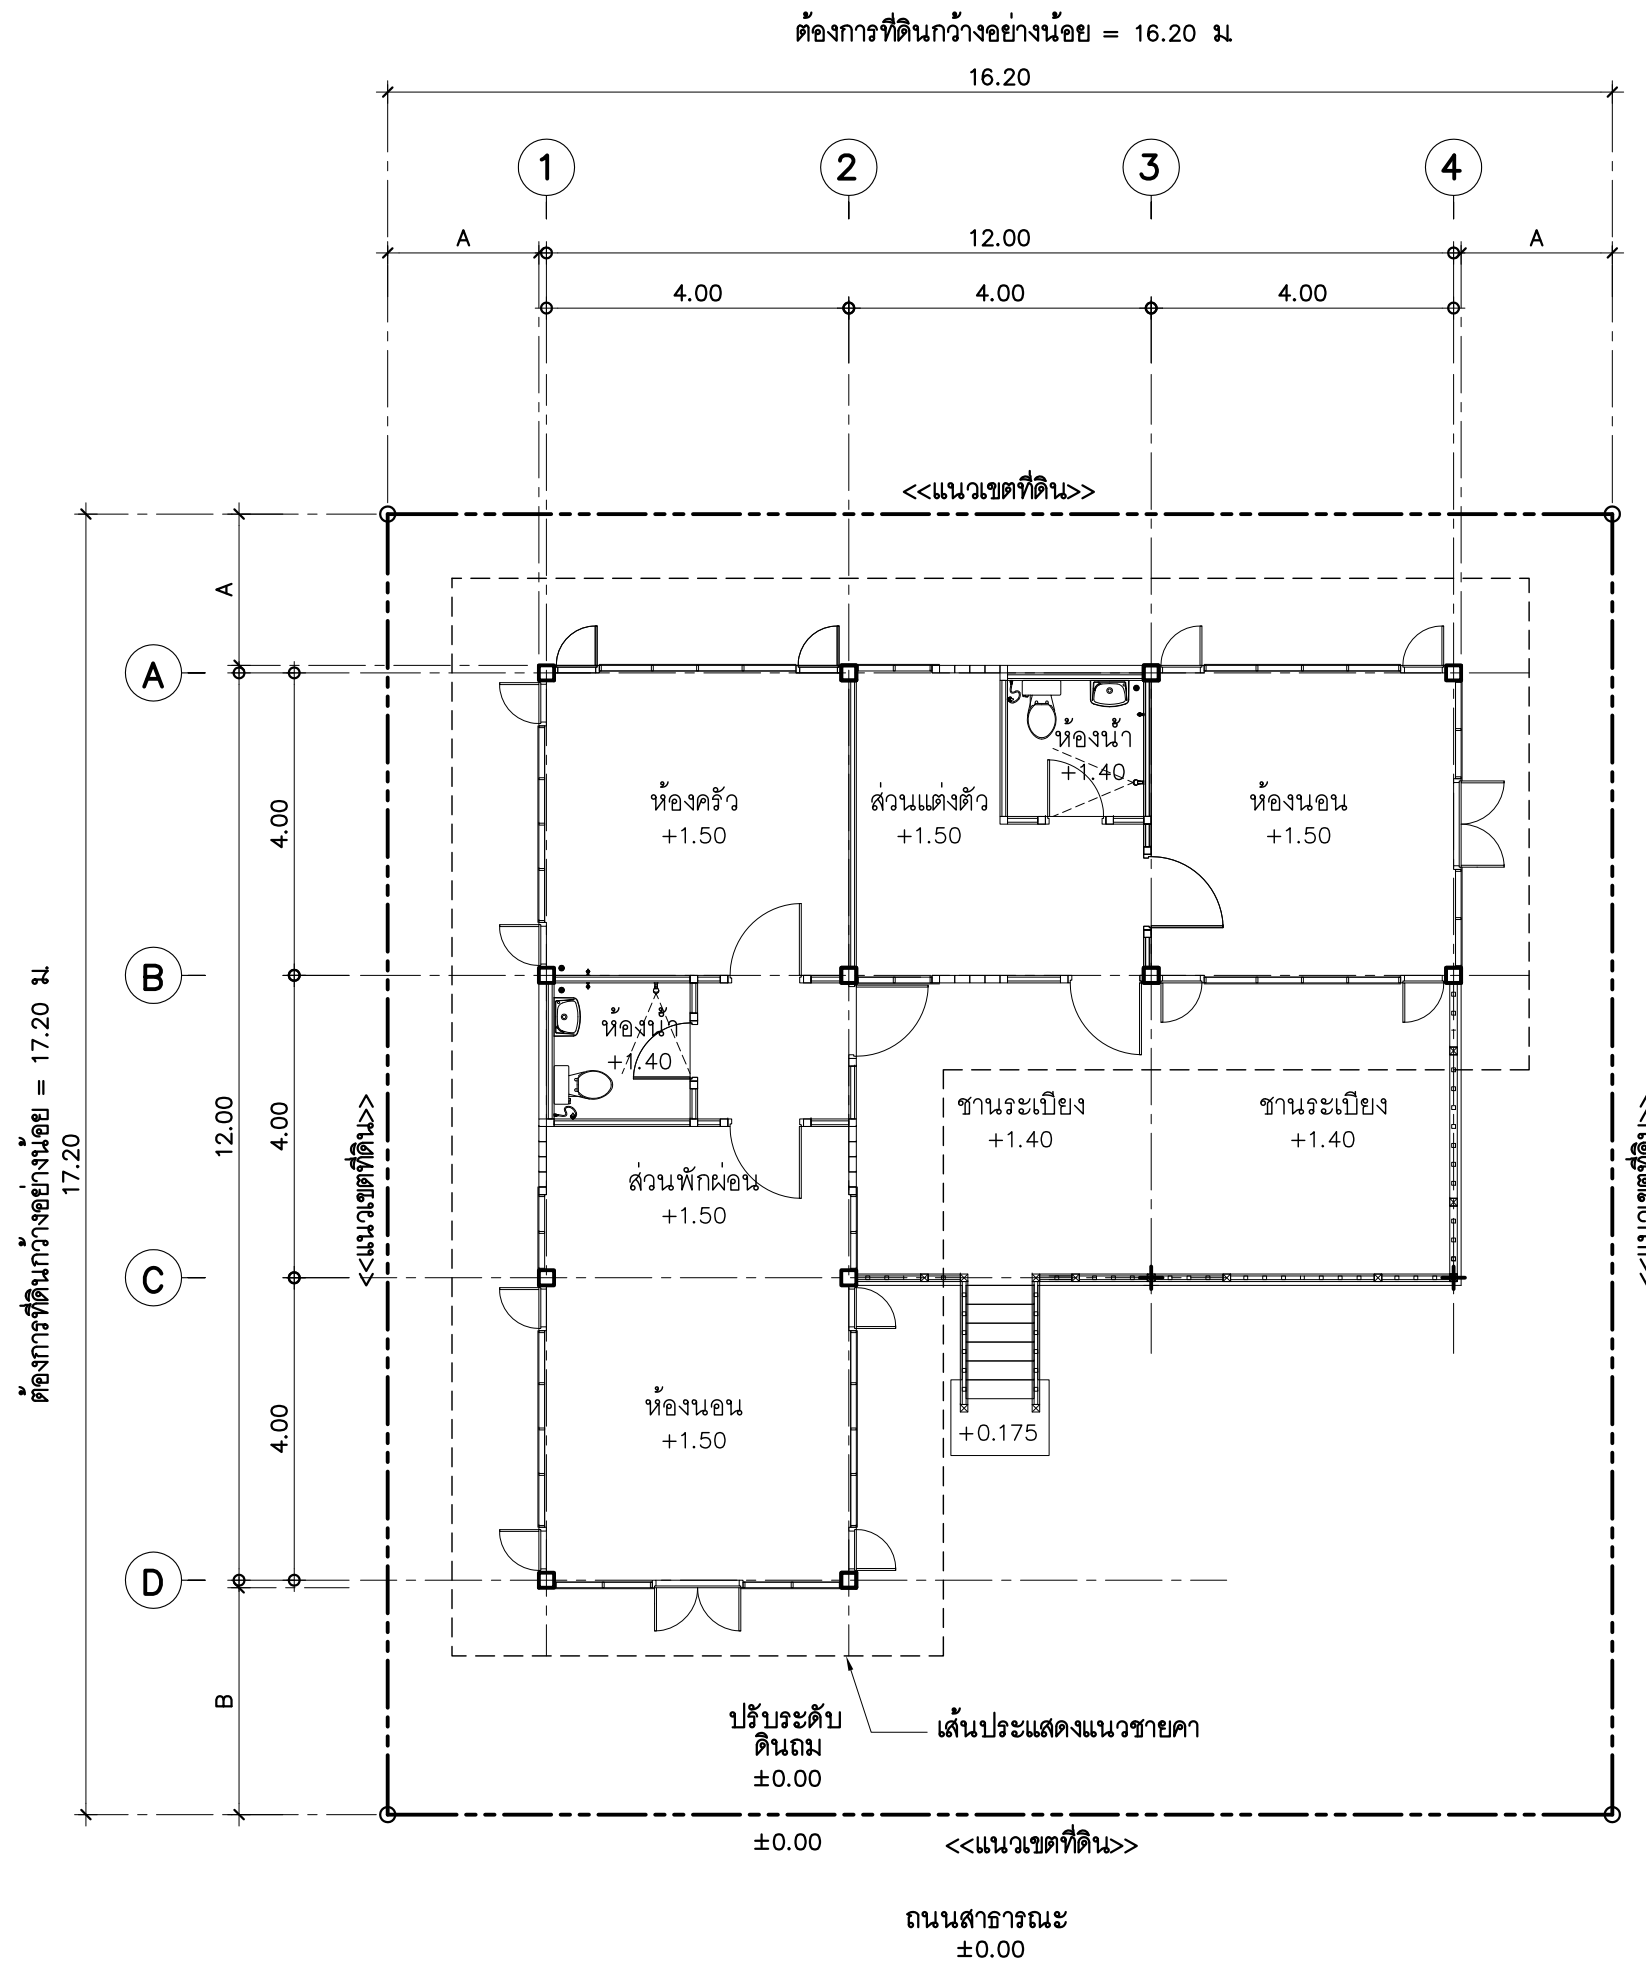 ต้องการที่ดินกว้างอย่างน้อย = 16.20 ม.
16.20
1
2
3
4
A
12.00
A
4.00
4.00
4.00
<<แนวเขตที่ดิน>>
A
A
ห้องน้ำ
+1.40
ห้องครัว
+1.50
ส่วนแต่งตัว
+1.50
ห้องนอน
+1.50
4.00
B
ต้องการที่ดินกว้างอย่างน้อย = 17.20 ม.
17.20
12.00
4.00
<<แนวเขตที่ดิน>>
ห้องน้ำ
+1.40
ชานระเบียง
+1.40
ชานระเบียง
+1.40
<<แนวเขตที่ดิน>>
ส่วนพักผ่อน
+1.50
C
4.00
ห้องนอน
+1.50
+0.175
D
B
ปรับระดับ
ดินถม
±0.00
เส้นประแสดงแนวชายคา
±0.00
<<แนวเขตที่ดิน>>
ถนนสาธารณะ
±0.00